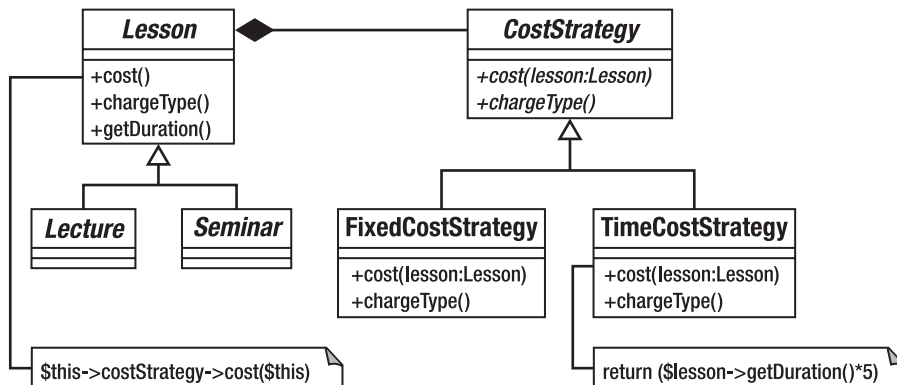 Lesson
+cost()
+chargeType()
+getDuration()
CostStrategy
+cost(lesson:Lesson)
+chargeType()
Lecture
Seminar
FixedCostStrategy
+cost(lesson:Lesson)
+chargeType()
TimeCostStrategy
+cost(lesson:Lesson)
+chargeType()
$this->costStrategy->cost($this)
return ($lesson->getDuration()*5)